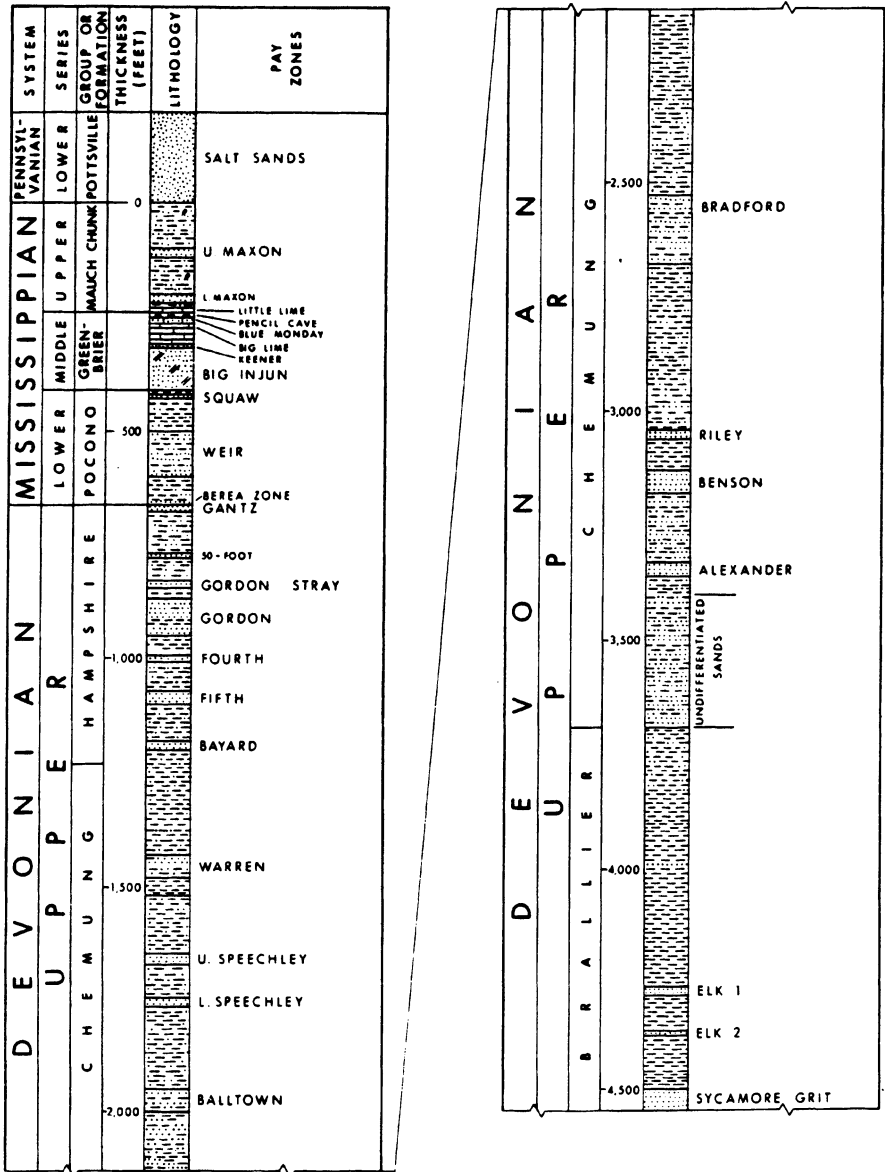 SYSTEM
SERIES
GROUP OR
FORMATION
THICKNESS
(FEET)
LITHOLOGY
PAY
ZONES
PENNSYL-
VANIAN
LOWER
POTTSVILLE
SALT SANDS
0
MISSISSIPPIAN
UPPER
MAUCH CHUNK
U. MAXON
L. MAXON
LITTLE LIME
PENCIL CAVE
BLUE MONDAY
BIG LIME
KEENER
MIDDLE
GREEN-
BRIER
BIG INJUN
SQUAW
LOWER
POCONO
500
WEIR
BEREA ZONE
GANTZ
DEVONIAN
UPPER
HAMPSHIRE
50-FOOT
GORDON STRAY
GORDON
1,000
FOURTH
FIFTH
BAYARD
CHEMUNG
WARREN
1,500
U. SPEECHLEY
L. SPEECHLEY
BALLTOWN
2,000
DEVONIAN
UPPER
CHEMUNG
2,500
BRADFORD
3,000
RILEY
BENSON
ALEXANDER
3,500
UNDIFFERENTIATED
SANDS
BRALLIER
4,000
ELK 1
ELK 2
4,500
SYCAMORE GRIT